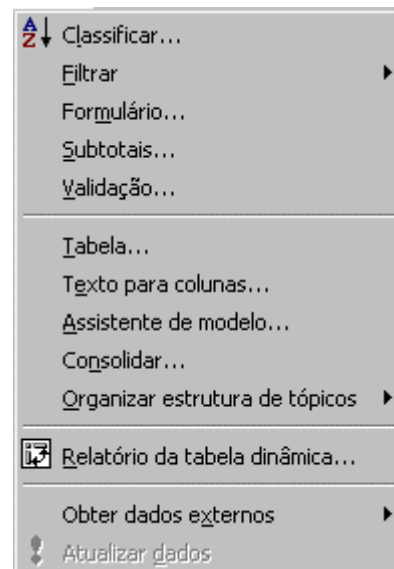 Classificar...
Filtrar
Formulário...
Subtotais...
Validação...
Tabela...
Texto para colunas...
Assistente de modelo...
Consolidar...
Organizar estrutura de tópicos
Relatório da tabela dinâmica...
Obter dados externos
Atualizar dados